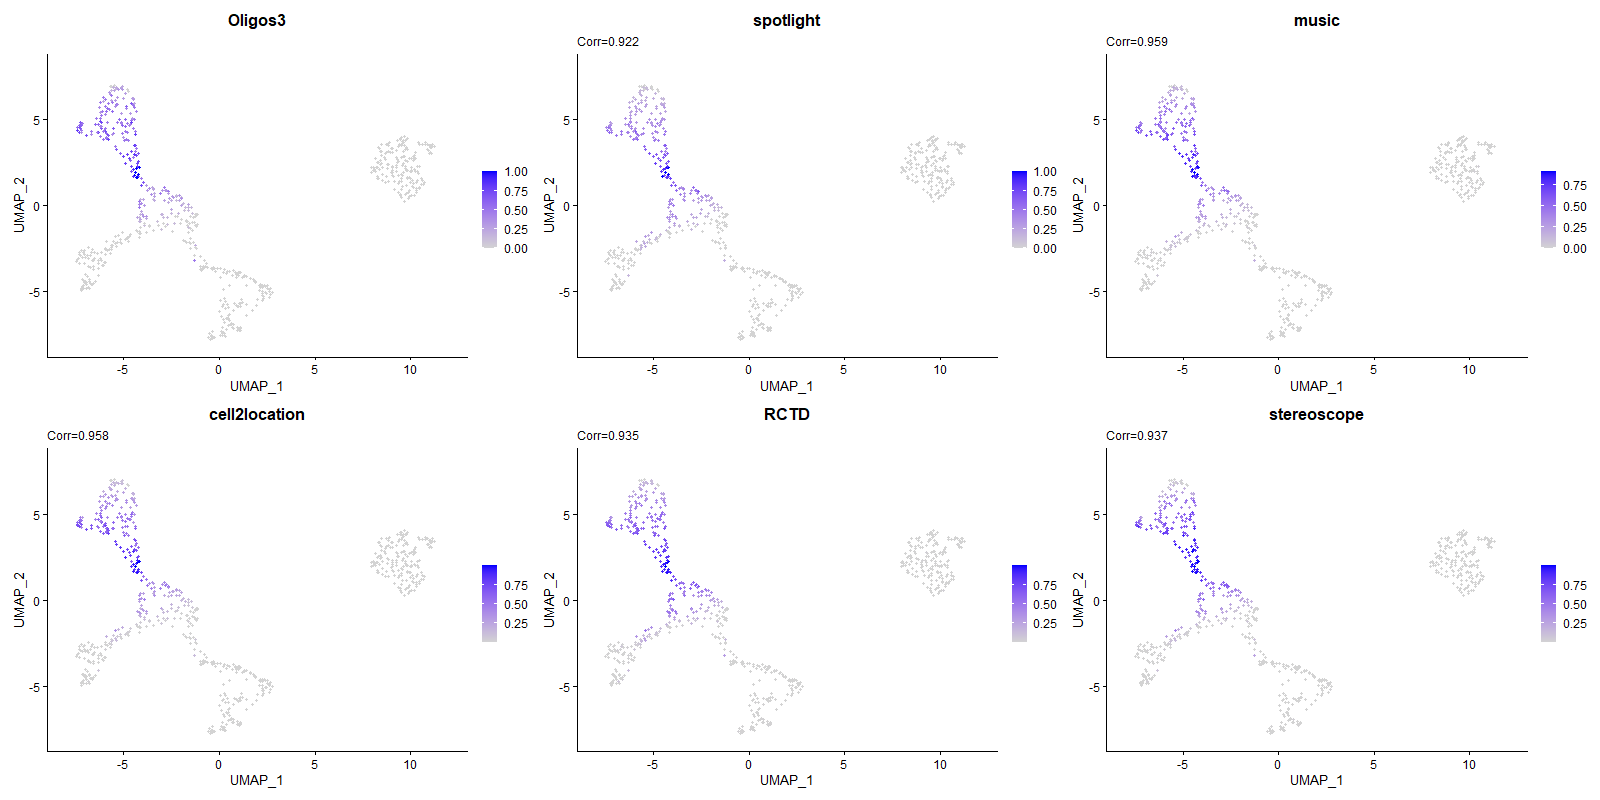 Oligos3
UMAP_2
5
0
-5
-5
0
5
10
UMAP_1
1.00
0.75
0.50
0.25
0.00
spotlight
Corr=0.922
UMAP_2
5
0
-5
-5
0
5
10
UMAP_1
1.00
0.75
0.50
0.25
0.00
music
Corr=0.959
UMAP_2
5
0
-5
-5
0
5
10
UMAP_1
0.75
0.50
0.25
0.00
cell2location
Corr=0.958
UMAP_2
5
0
-5
-5
0
5
10
UMAP_1
0.75
0.50
0.25
RCTD
Corr=0.935
UMAP_2
5
0
-5
-5
0
5
10
UMAP_1
0.75
0.50
0.25
stereoscope
Corr=0.937
UMAP_2
5
0
-5
-5
0
5
10
UMAP_1
0.75
0.50
0.25